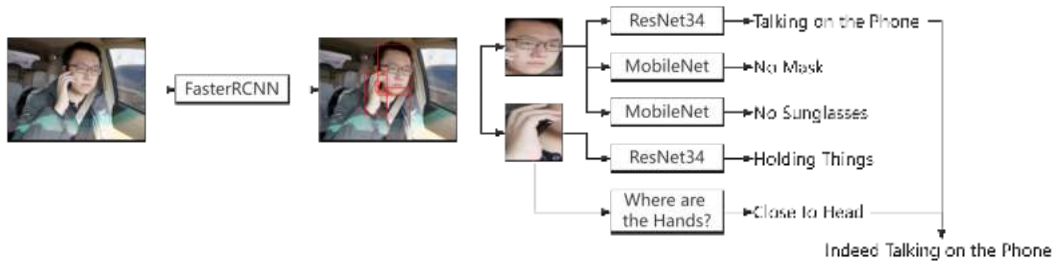 FasterRCNN
ResNet34
Talking on the Phone
MobileNet
No Mask
MobileNet
No Sunglasses
ResNet34
Holding Things
Where are
the Hands?
Close to Head
Indeed Talking on the Phone